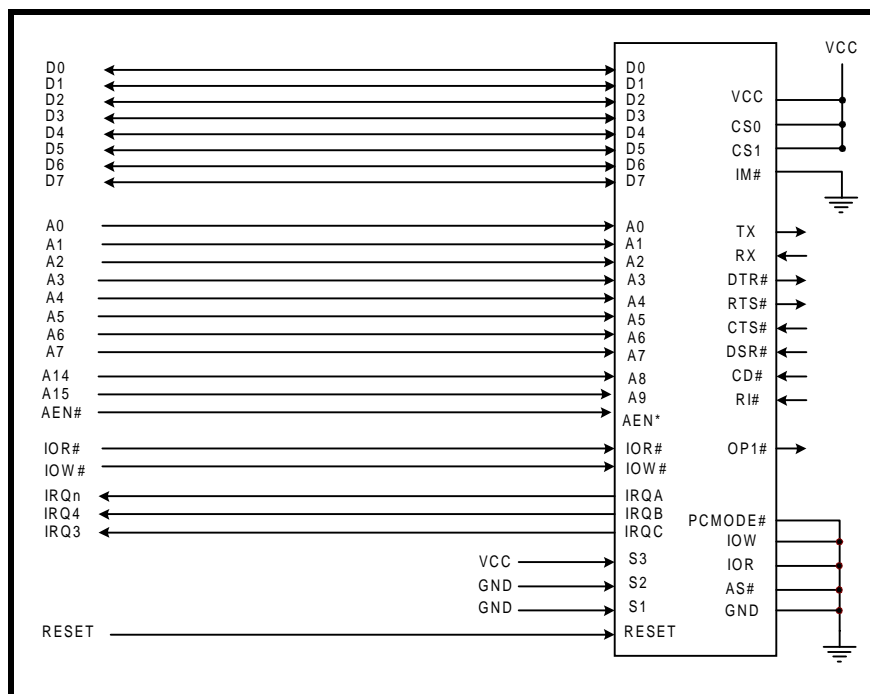 VCC
D0 D0
D1 D1
D2 D2 VCC
D3 D3
D4 D4 CS0
D5 D5 CS1
D6 D6
D7 D7 IM#
A0 A0 TX
A1 A1
A2 A2 RX
A3 A3 DTR#
A4 A4 RTS#
A5 A5
A6 A6 CTS#
A7 A7 DSR#
A14 A8 CD#
A15 A9 RI#
AEN# AEN*
IOR# IOR# OP1#
IOW# IOW#
IRQn IRQA
IRQ4 IRQB PCMODE#
IRQ3 IRQC IOW
VCC S3 IOR
GND S2 AS#
GND S1 GND
RESET RESET